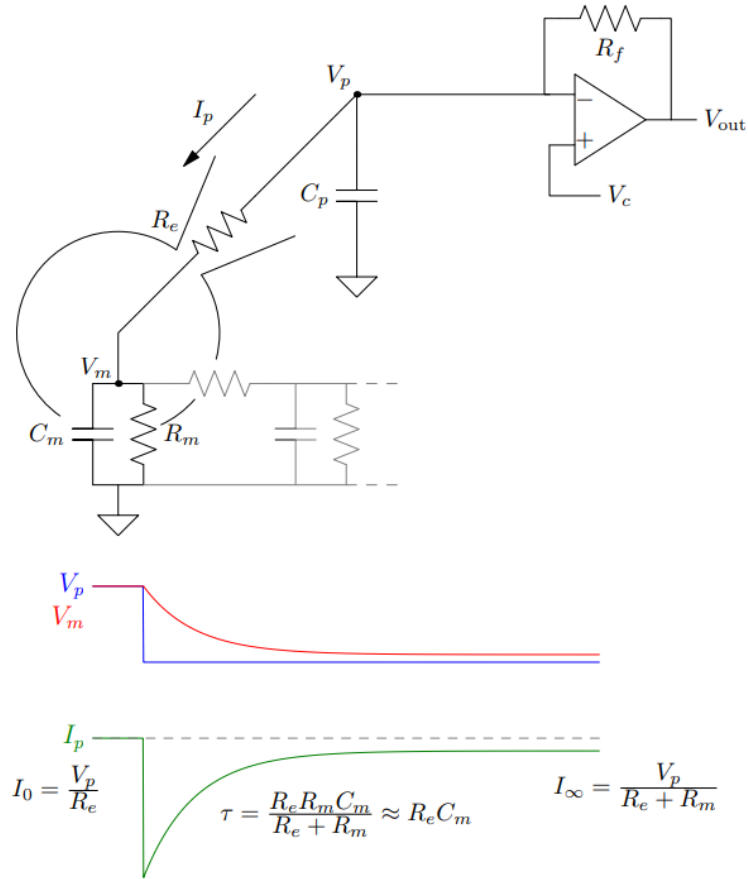 R_f
V_p
I_p
−
V_out
+
C_p
V_c
R_e
V_m
C_m
R_m
V_p
V_m
I_p
I_0 = V_p / R_e
τ = R_e R_m C_m / (R_e + R_m) ≈ R_e C_m
I_∞ = V_p / (R_e + R_m)